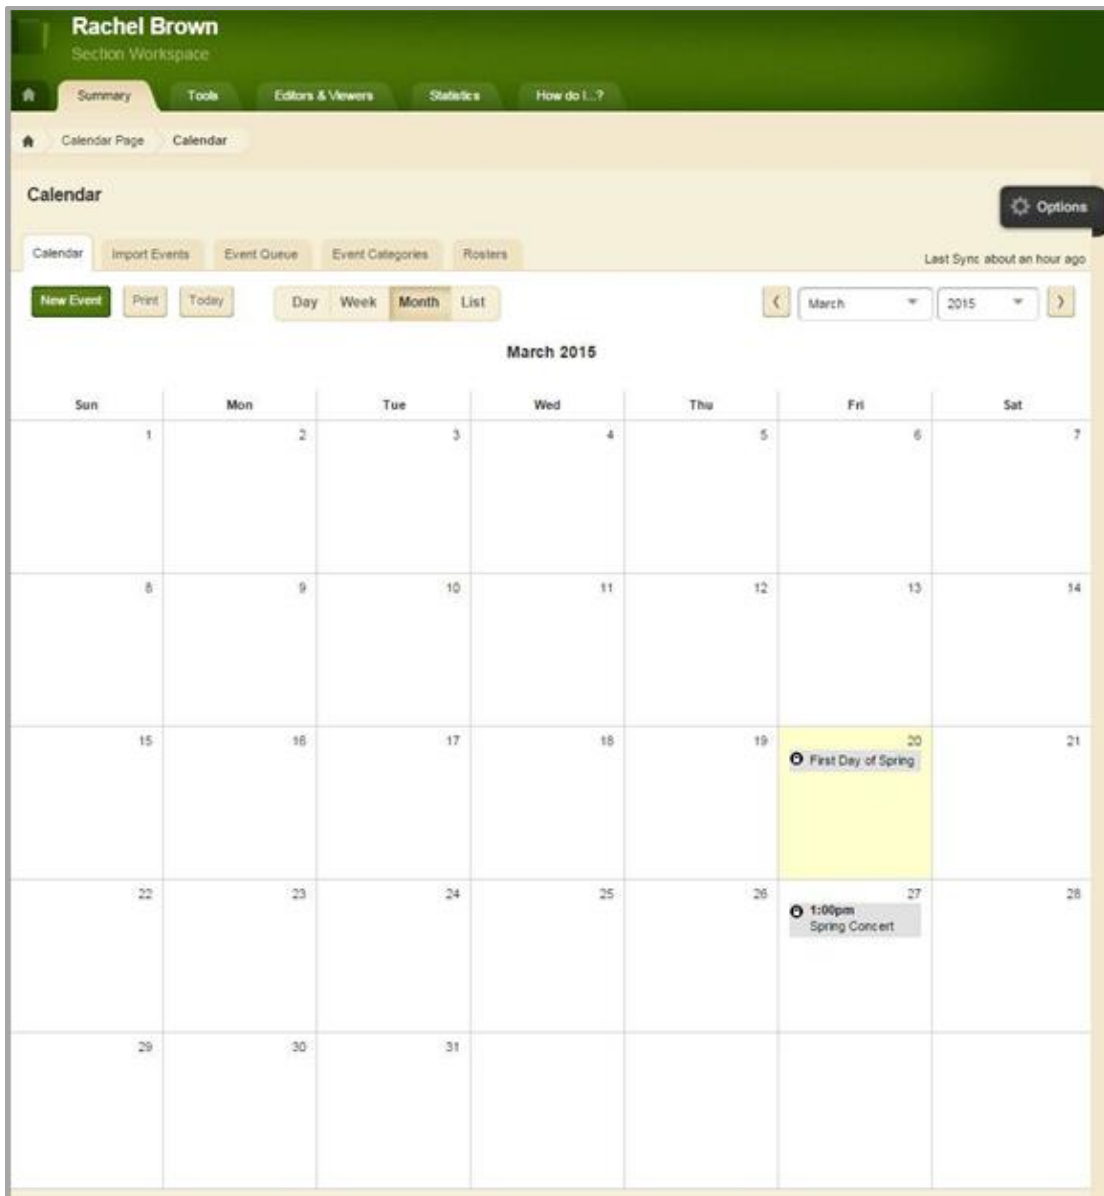 Rachel Brown
Section Workspace
Summary Tools Editors & Viewers Statistics How do I...?
Calendar Page Calendar
Calendar
Options
Calendar Import Events Event Queue Event Categories Rosters
Last Sync about an hour ago
New Event Print Today Day Week Month List March 2015
March 2015
Sun Mon Tue Wed Thu Fri Sat
1 2 3 4 5 6 7
8 9 10 11 12 13 14
15 16 17 18 19 20 21
First Day of Spring
22 23 24 25 26 27 28
1:00pm
Spring Concert
29 30 31